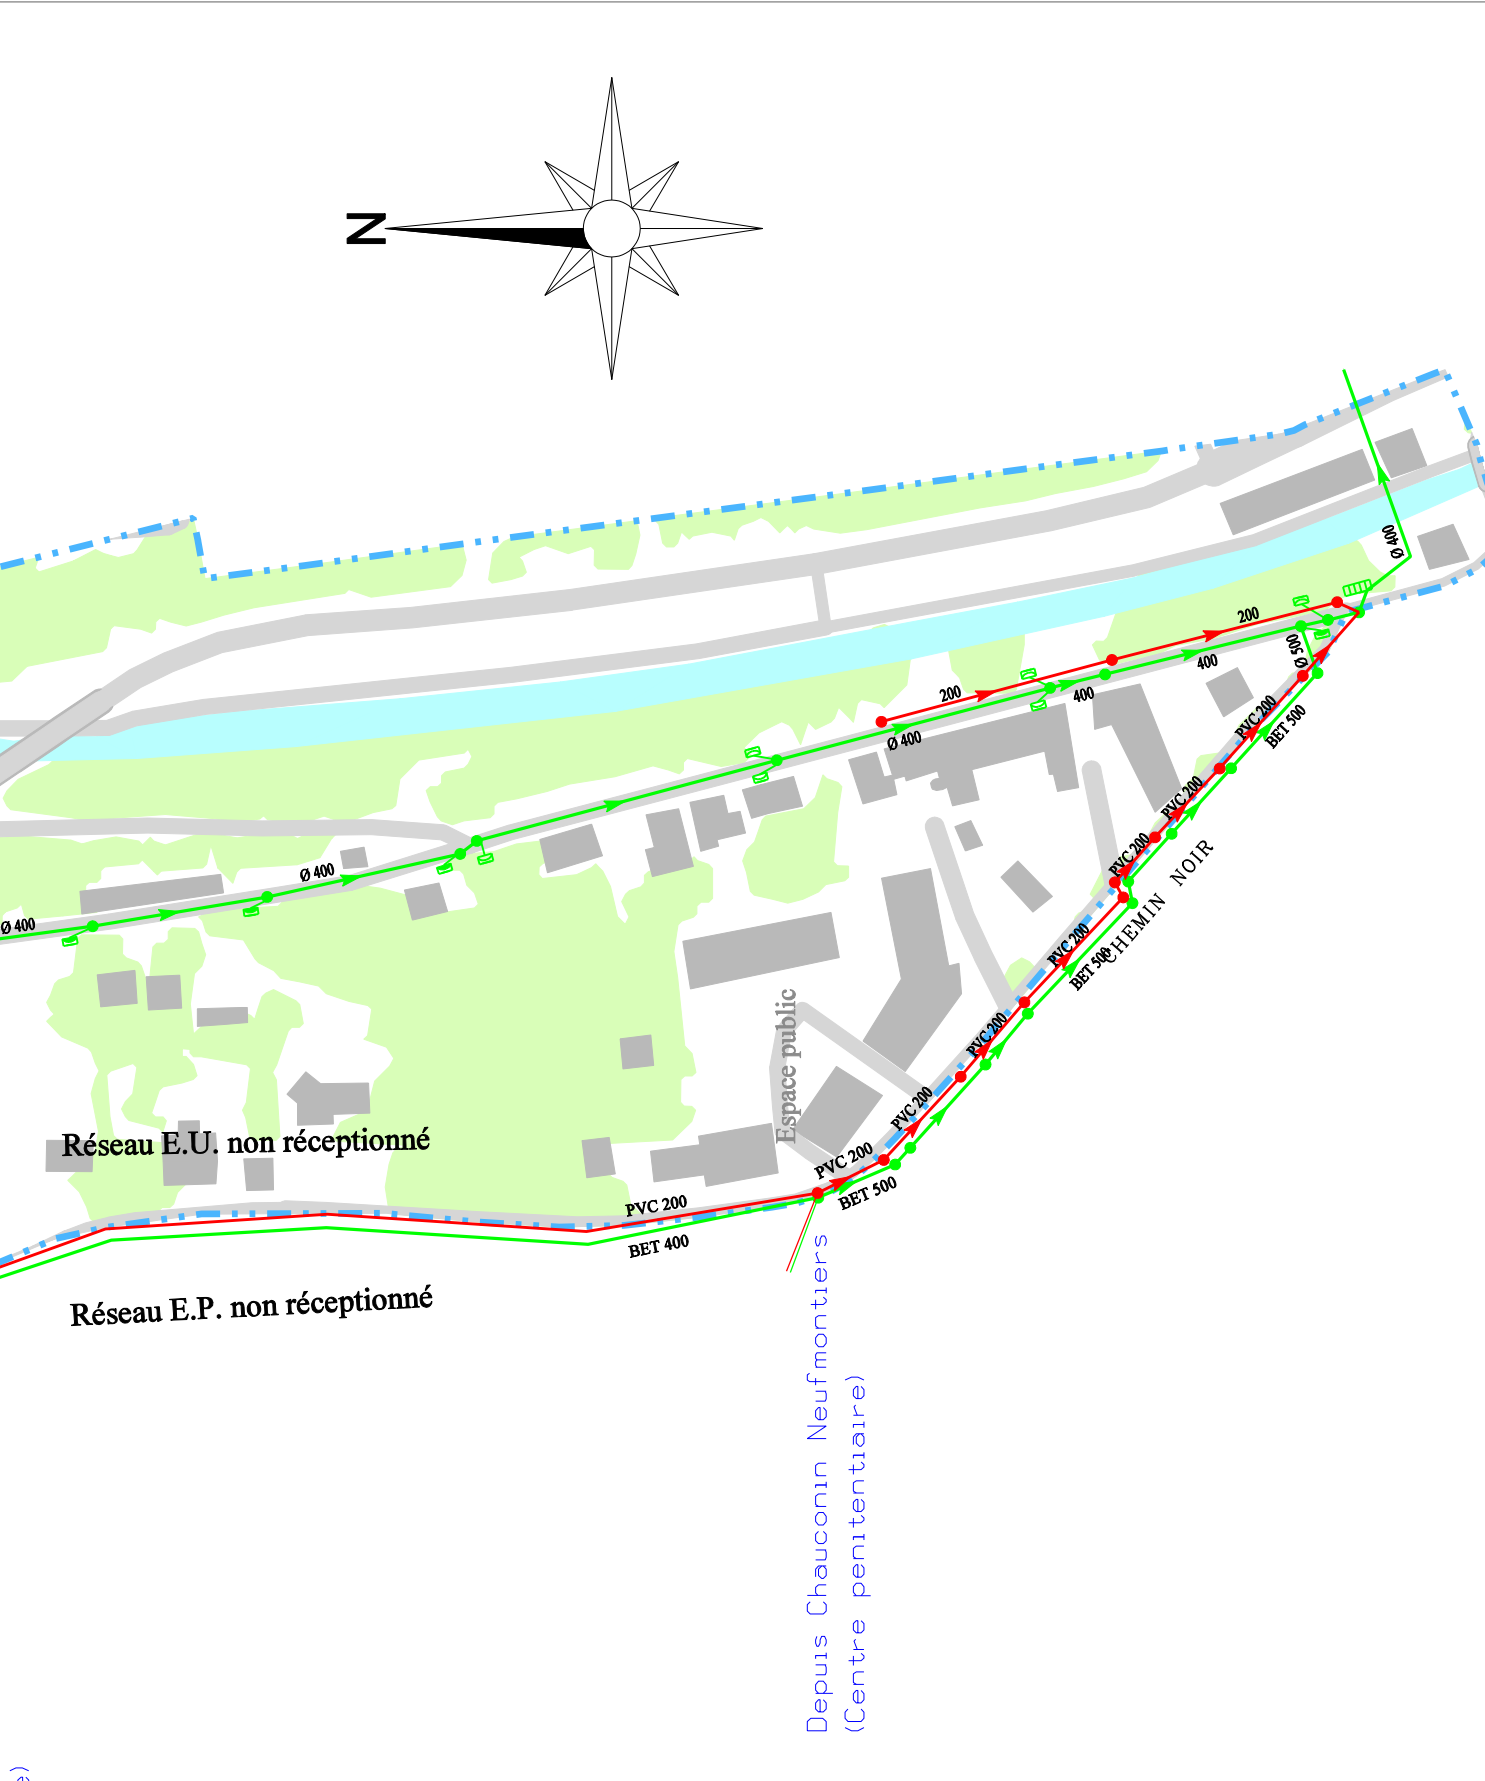 N
Ø 400
200
200
Ø 500
400
400
Ø 400
PVC 200
BET 500
PVC 200
Ø 400
PVC 200
CHEMIN NOIR
Ø 400
PVC 200
BET 500
PVC 200
Espace public
PVC 200
Réseau E.U. non réceptionné
PVC 200
BET 500
PVC 200
BET 400
Réseau E.P. non réceptionné
Depuis Chauconin Neufmontiers
(Centre penitentiaire)
e)